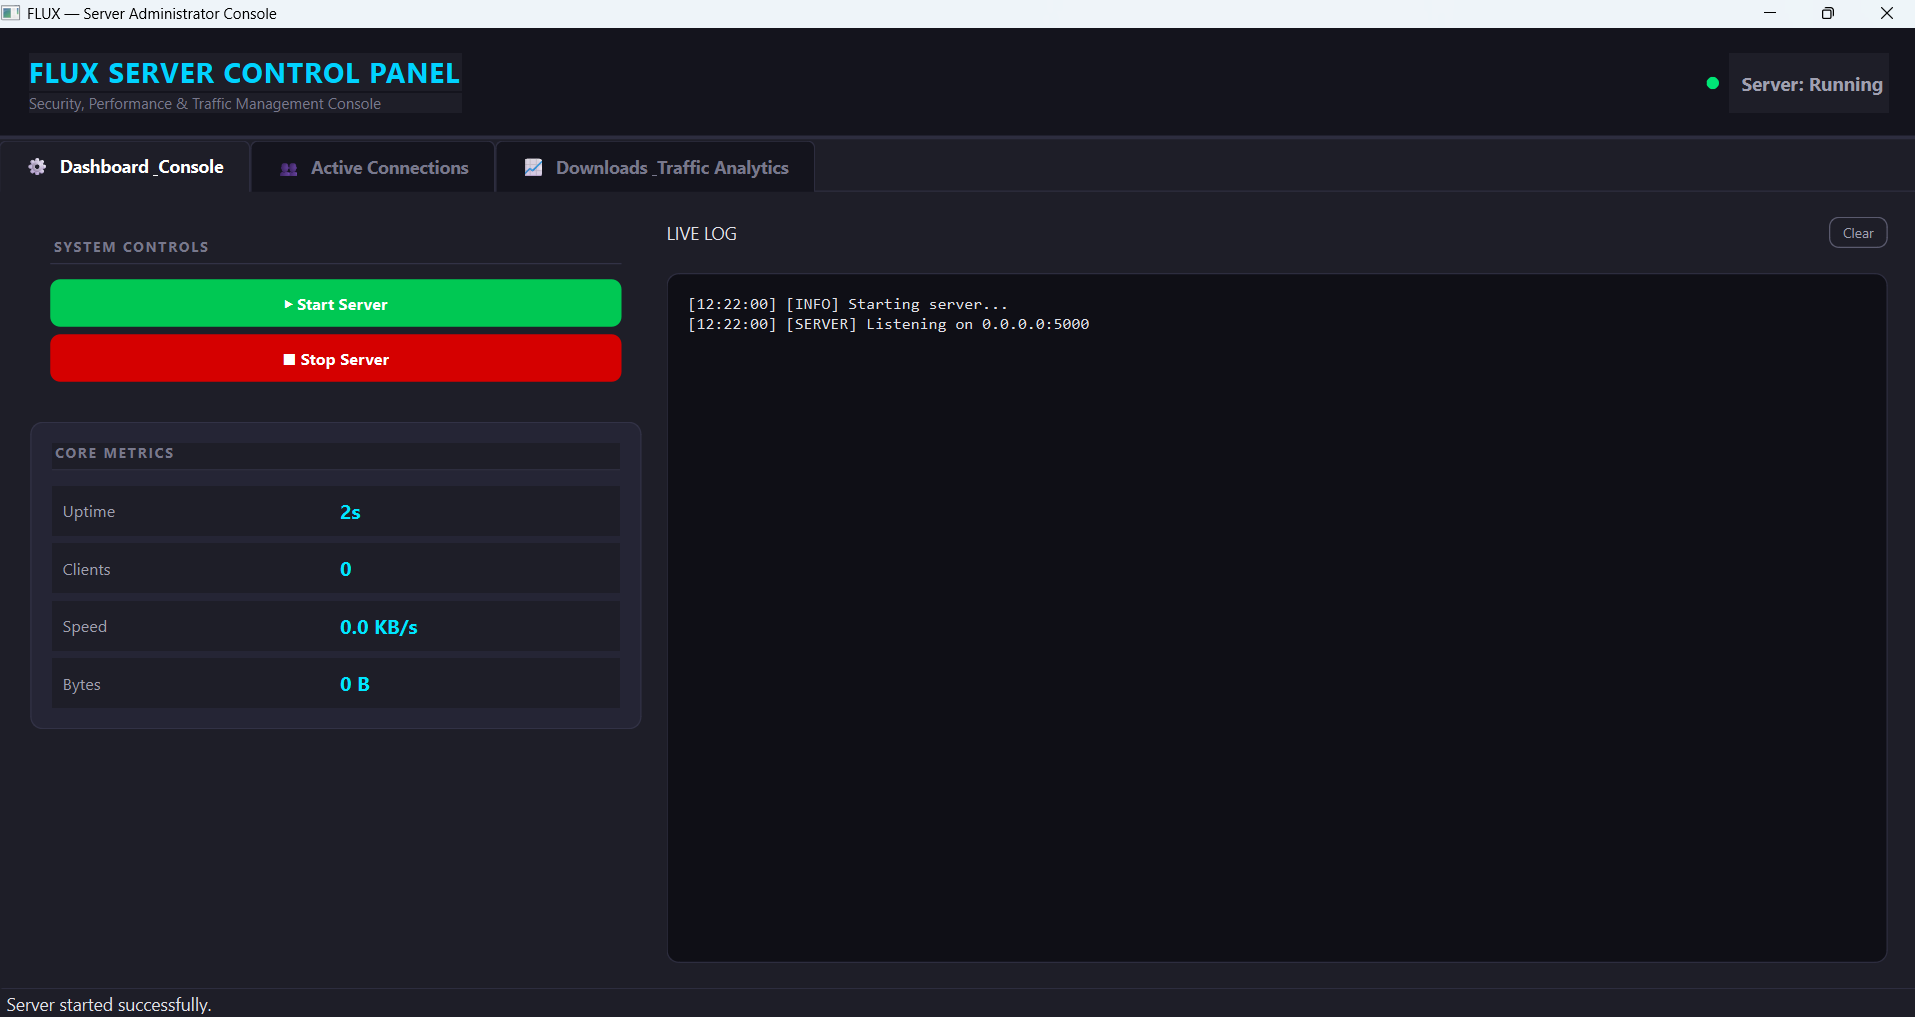 FLUX — Server Administrator Console
FLUX SERVER CONTROL PANEL
Security, Performance & Traffic Management Console
Server: Running
Dashboard _Console
Active Connections
Downloads _Traffic Analytics
SYSTEM CONTROLS
Start Server
Stop Server
CORE METRICS
Uptime 2s
Clients 0
Speed 0.0 KB/s
Bytes 0 B
LIVE LOG
Clear
[12:22:00] [INFO] Starting server...
[12:22:00] [SERVER] Listening on 0.0.0.0:5000
Server started successfully.